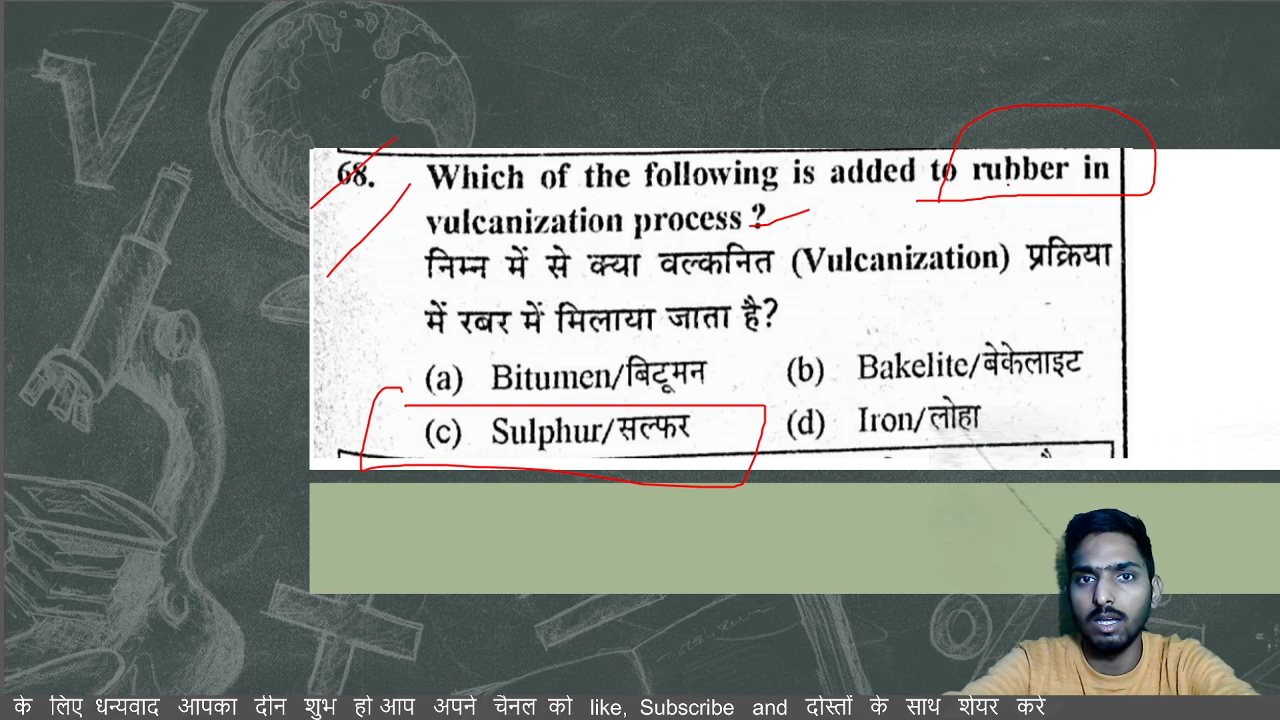 68. Which of the following is added to rubber in
vulcanization process ?
निम्न में से क्या वल्कनित (Vulcanization) प्रक्रिया
में रबर में मिलाया जाता है?
(a) Bitumen/बिटूमन (b) Bakelite/बेकेलाइट
(c) Sulphur/सल्फर (d) Iron/लोहा
के लिए धन्यवाद आपका दीन शुभ हो आप अपने चैनल को like, Subscribe and दोस्तों के साथ शेयर करें